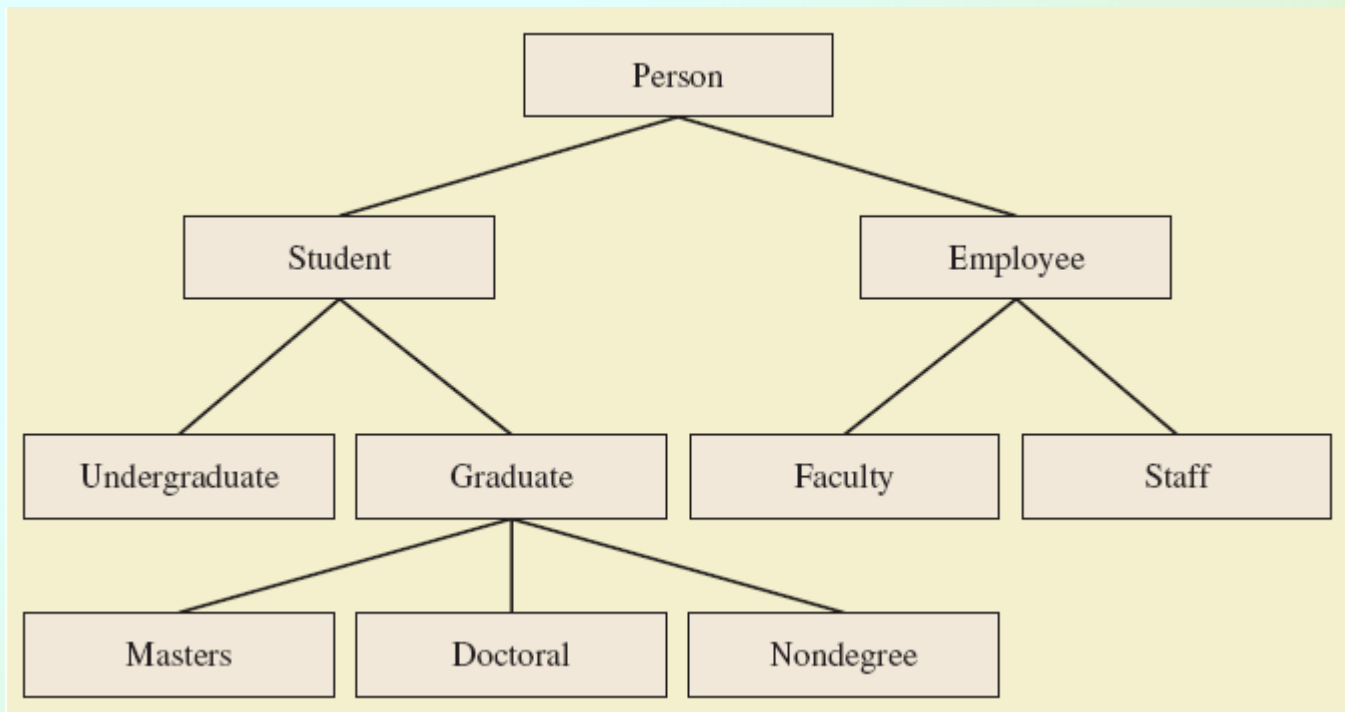 Person
Student
Employee
Undergraduate
Graduate
Faculty
Staff
Masters
Doctoral
Nondegree